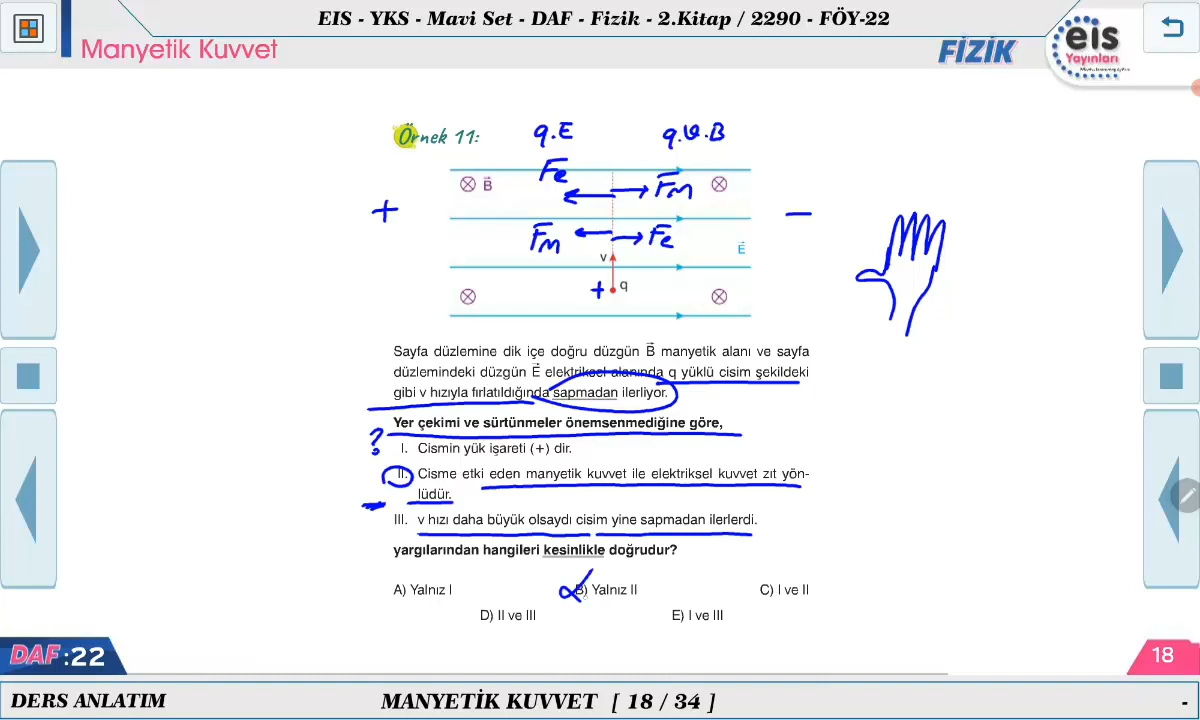 EIS - YKS - Mavi Set - DAF - Fizik - 2.Kitap / 2290 - FÖY-22
Manyetik Kuvvet
FİZİK
eis
Yayınları
Örnek 11:
q.E
q.v.B
B
Fe
FM
+
-
FM
Fe
E
v
+
q
Sayfa düzlemine dik içe doğru düzgün B manyetik alanı ve sayfa
düzlemindeki düzgün E elektriksel alanında q yüklü cisim şekildeki
gibi v hızıyla fırlatıldığında sapmadan ilerliyor.
Yer çekimi ve sürtünmeler önemsenmediğine göre,
?
I. Cismin yük işareti (+) dir.
II. Cisme etki eden manyetik kuvvet ile elektriksel kuvvet zıt yön-
lüdür.
III. v hızı daha büyük olsaydı cisim yine sapmadan ilerlerdi.
yargılarından hangileri kesinlikle doğrudur?
A) Yalnız I B) Yalnız II C) I ve II
D) II ve III E) I ve III
DAF:22
18
DERS ANLATIM MANYETİK KUVVET [ 18 / 34 ] -